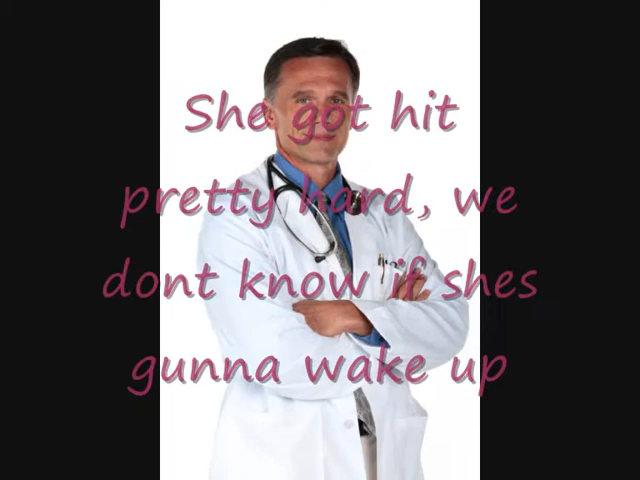 She got hit
pretty hard, we
dont know if shes
gunna wake up